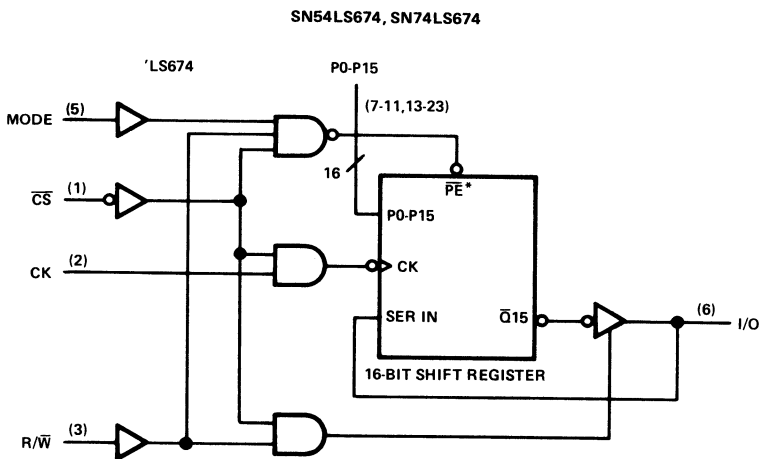 SN54LS674, SN74LS674
'LS674
P0-P15
MODE
(5)
(7-11,13-23)
16
CS
(1)
PE*
P0-P15
CK
(2)
CK
SER IN
Q15
(6)
I/O
16-BIT SHIFT REGISTER
R/W
(3)